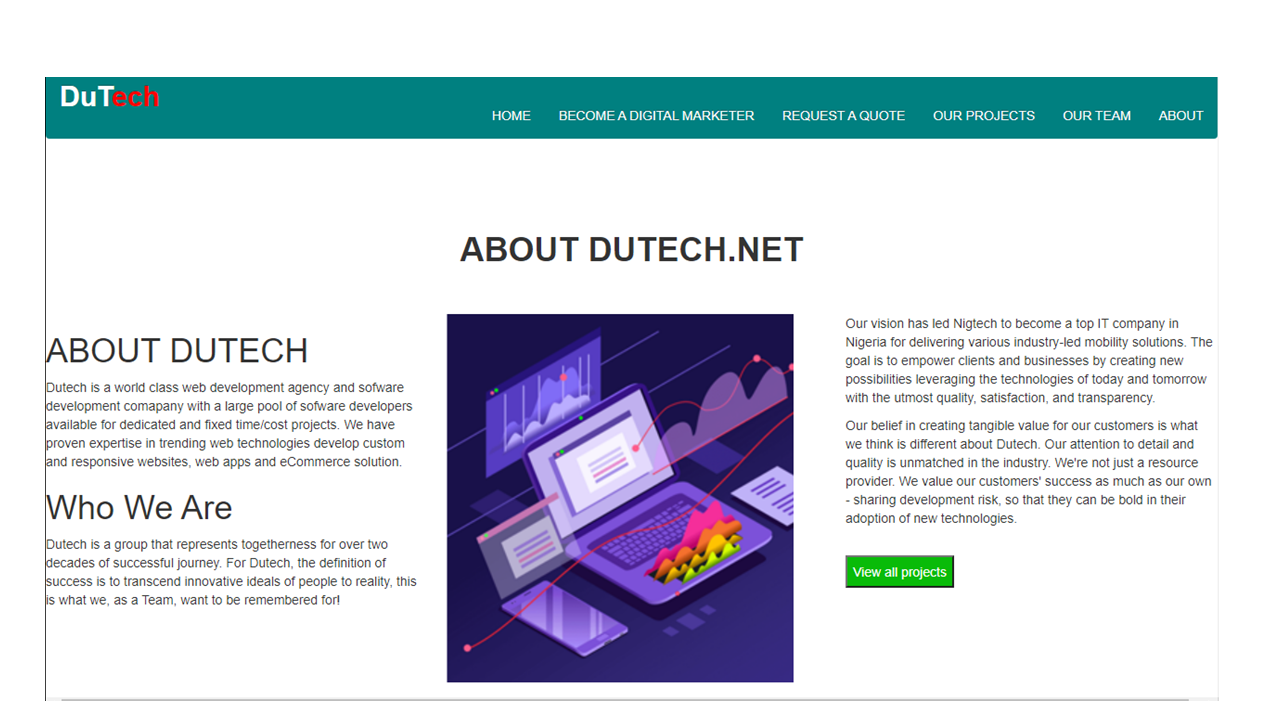 DuTech
HOME BECOME A DIGITAL MARKETER REQUEST A QUOTE OUR PROJECTS OUR TEAM ABOUT
ABOUT DUTECH.NET
ABOUT DUTECH
Dutech is a world class web development agency and sofware
development comapany with a large pool of sofware developers
available for dedicated and fixed time/cost projects. We have
proven expertise in trending web technologies develop custom
and responsive websites, web apps and eCommerce solution.
Who We Are
Dutech is a group that represents togetherness for over two
decades of successful journey. For Dutech, the definition of
success is to transcend innovative ideals of people to reality, this
is what we, as a Team, want to be remembered for!
Our vision has led Nigtech to become a top IT company in
Nigeria for delivering various industry-led mobility solutions. The
goal is to empower clients and businesses by creating new
possibilities leveraging the technologies of today and tomorrow
with the utmost quality, satisfaction, and transparency.
Our belief in creating tangible value for our customers is what
we think is different about Dutech. Our attention to detail and
quality is unmatched in the industry. We're not just a resource
provider. We value our customers' success as much as our own
- sharing development risk, so that they can be bold in their
adoption of new technologies.
View all projects